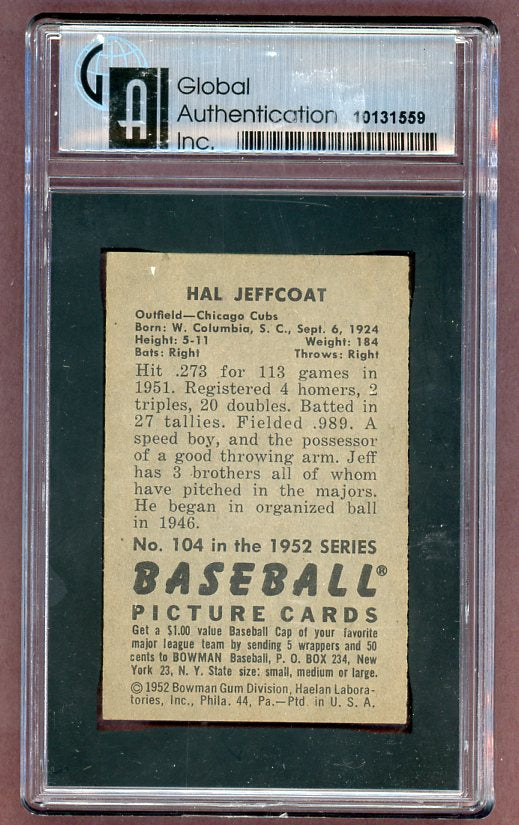 Global
Authentication 10131559
Inc.
GA
HAL JEFFCOAT
Outfield—Chicago Cubs
Born: W. Columbia, S. C., Sept. 6, 1924
Height: 5-11 Weight: 184
Bats: Right Throws: Right
Hit .273 for 113 games in
1951. Registered 4 homers, 2
triples, 20 doubles. Batted in
27 tallies. Fielded .989. A
speed boy, and the possessor
of a good throwing arm. Jeff
has 3 brothers all of whom
have pitched in the majors.
He began in organized ball
in 1946.
No. 104 in the 1952 SERIES
BASEBALL®
PICTURE CARDS
Get a $1.00 value Baseball Cap of your favorite
major league team by sending 5 wrappers and 50
cents to BOWMAN Baseball, P. O. BOX 234, New
York 23, N. Y. State size: small, medium or large.
© 1952 Bowman Gum Division, Haelan Labora-
tories, Inc., Phila. 44, Pa.—Ptd. in U. S. A.